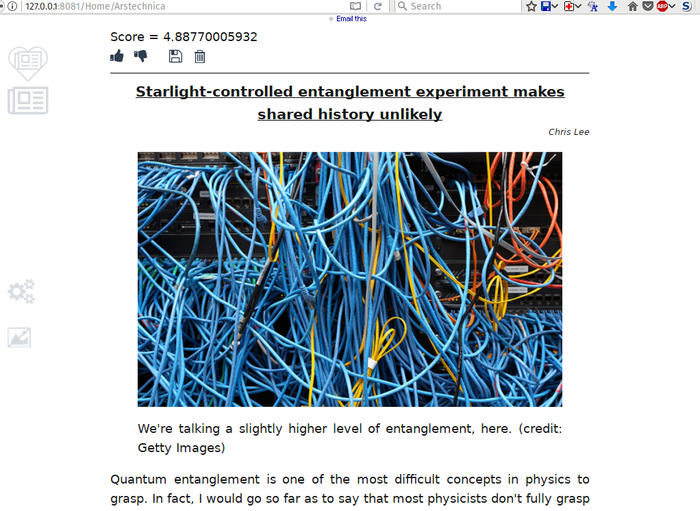 127.0.0.1:8081/Home/Arstechnica
Search
ABP
S
Email this
Score = 4.88770005932
Starlight-controlled entanglement experiment makes
shared history unlikely
Chris Lee
We're talking a slightly higher level of entanglement, here. (credit:
Getty Images)
Quantum entanglement is one of the most difficult concepts in physics to
grasp. In fact, I would go so far as to say that most physicists don't fully grasp